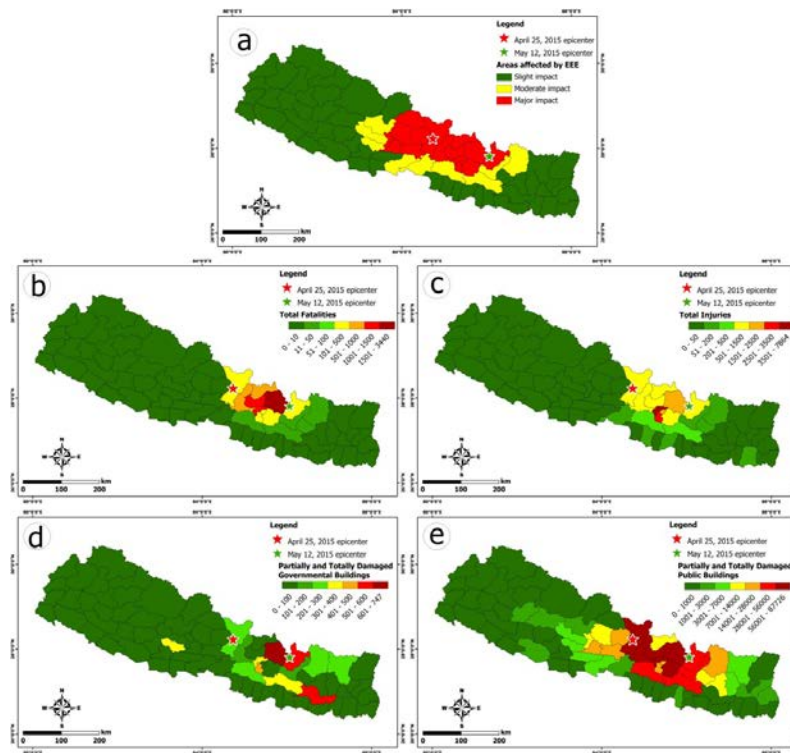 a
Legend
April 25, 2015 epicenter
May 12, 2015 epicenter
Areas affected by EEE
Slight impact
Moderate impact
Major impact
N
W E
S
km
0 100 200
b
Legend
April 25, 2015 epicenter
May 12, 2015 epicenter
Total Fatalities
0 - 10
11 - 50
51 - 100
101 - 500
501 - 1000
1001 - 1500
1501 - 3440
N
W E
S
km
0 100 200
c
Legend
April 25, 2015 epicenter
May 12, 2015 epicenter
Total Injuries
0 - 50
51 - 200
201 - 500
501 - 1500
1501 - 2500
2501 - 3500
3501 - 7864
N
W E
S
km
0 100 200
d
Legend
April 25, 2015 epicenter
May 12, 2015 epicenter
Partially and Totally Damaged
Governmental Buildings
0 - 100
101 - 200
201 - 300
301 - 400
401 - 500
501 - 600
601 - 747
N
W E
S
km
0 100 200
e
Legend
April 25, 2015 epicenter
May 12, 2015 epicenter
Partially and Totally Damaged
Public Buildings
0 - 1000
1001 - 3000
3001 - 7000
7001 - 14000
14001 - 28000
28001 - 56000
56001 - 87726
N
W E
S
km
0 100 200